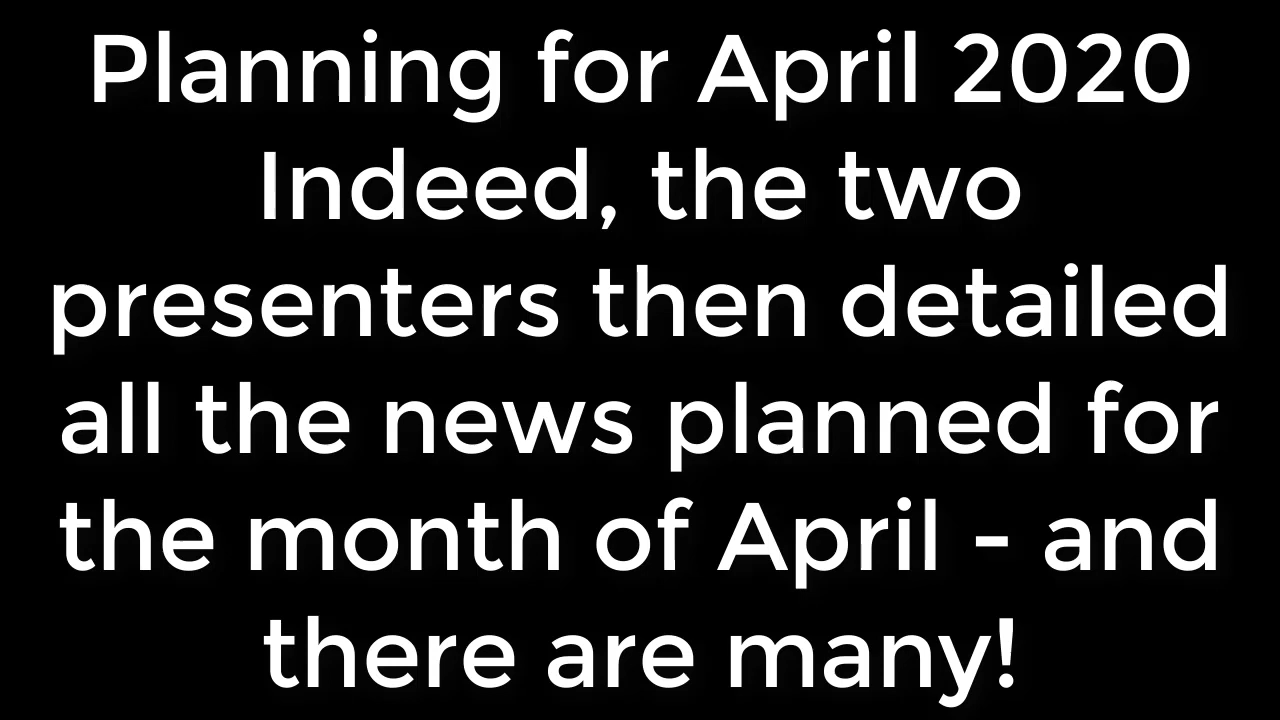 Planning for April 2020
Indeed, the two
presenters then detailed
all the news planned for
the month of April - and
there are many!